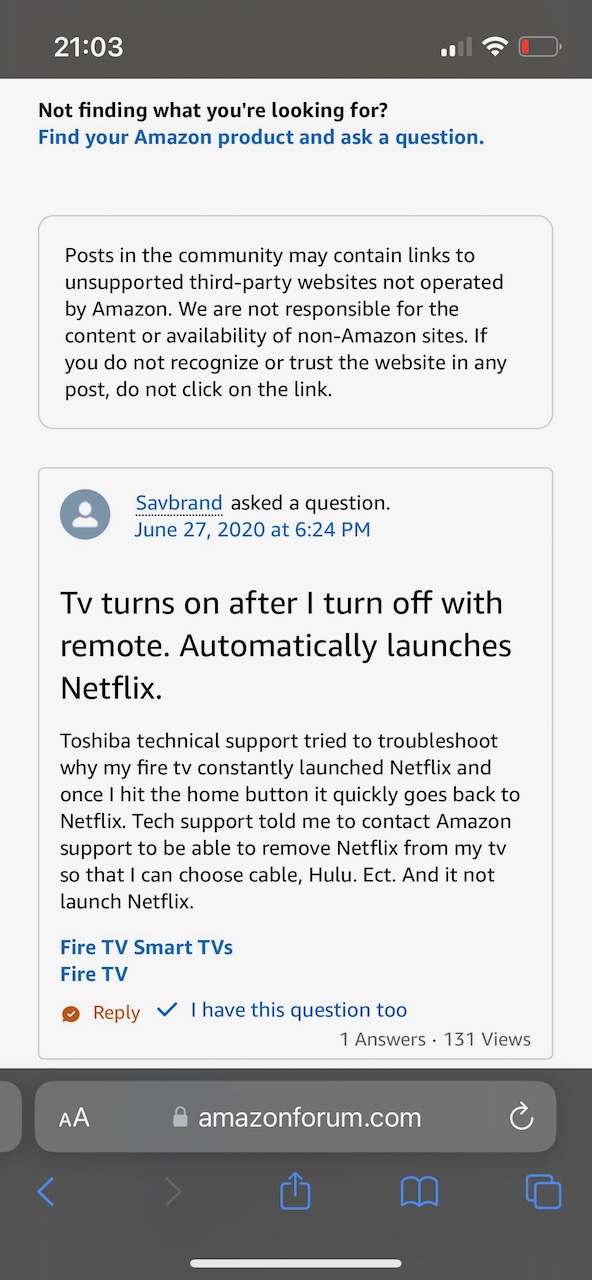 21:03
Not finding what you're looking for?
Find your Amazon product and ask a question.
Posts in the community may contain links to
unsupported third-party websites not operated
by Amazon. We are not responsible for the
content or availability of non-Amazon sites. If
you do not recognize or trust the website in any
post, do not click on the link.
Savbrand asked a question.
June 27, 2020 at 6:24 PM
Tv turns on after I turn off with
remote. Automatically launches
Netflix.
Toshiba technical support tried to troubleshoot
why my fire tv constantly launched Netflix and
once I hit the home button it quickly goes back to
Netflix. Tech support told me to contact Amazon
support to be able to remove Netflix from my tv
so that I can choose cable, Hulu. Ect. And it not
launch Netflix.
Fire TV Smart TVs
Fire TV
Reply I have this question too
1 Answers · 131 Views
AA amazonforum.com